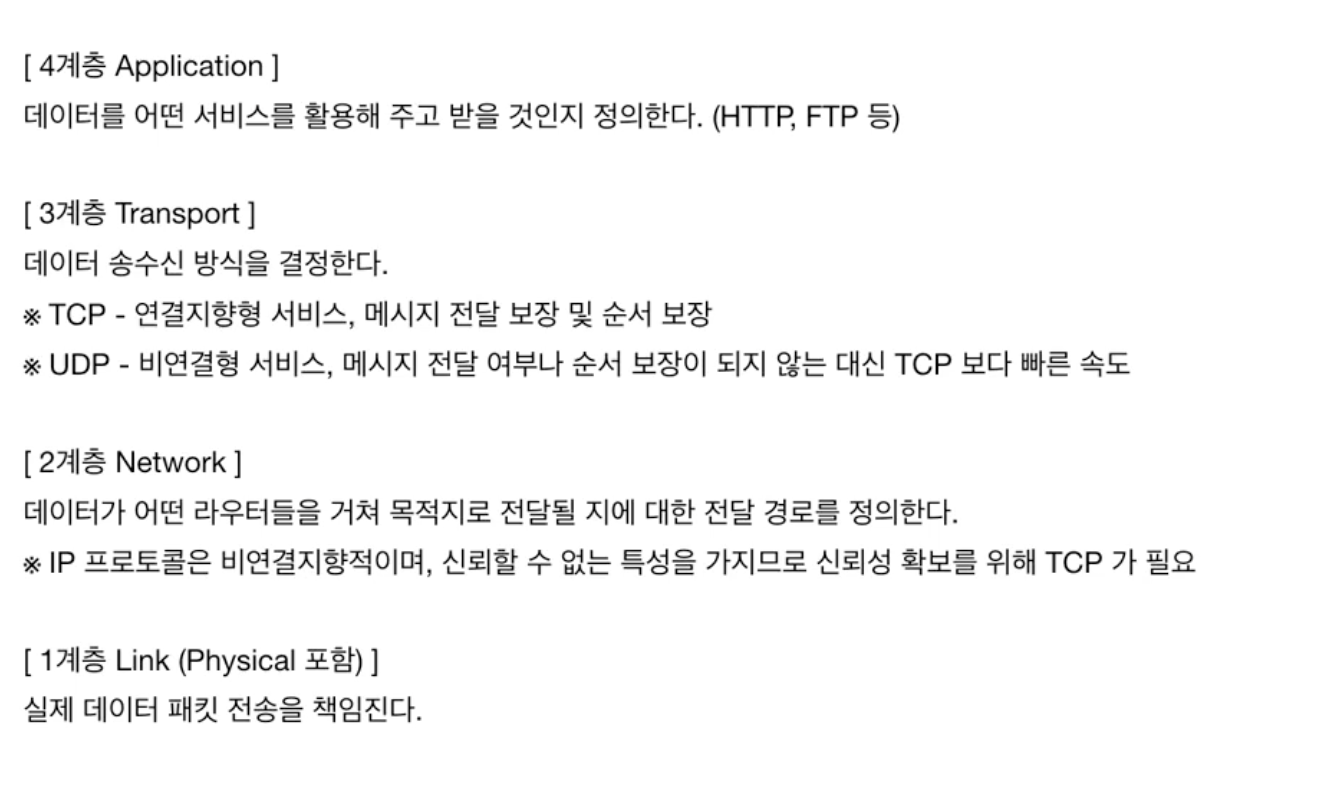 [ 4계층 Application ]
데이터를 어떤 서비스를 활용해 주고 받을 것인지 정의한다. (HTTP, FTP 등)
[ 3계층 Transport ]
데이터 송수신 방식을 결정한다.
※ TCP - 연결지향형 서비스, 메시지 전달 보장 및 순서 보장
※ UDP - 비연결형 서비스, 메시지 전달 여부나 순서 보장이 되지 않는 대신 TCP 보다 빠른 속도
[ 2계층 Network ]
데이터가 어떤 라우터들을 거쳐 목적지로 전달될 지에 대한 전달 경로를 정의한다.
※ IP 프로토콜은 비연결지향적이며, 신뢰할 수 없는 특성을 가지므로 신뢰성 확보를 위해 TCP 가 필요
[ 1계층 Link (Physical 포함) ]
실제 데이터 패킷 전송을 책임진다.